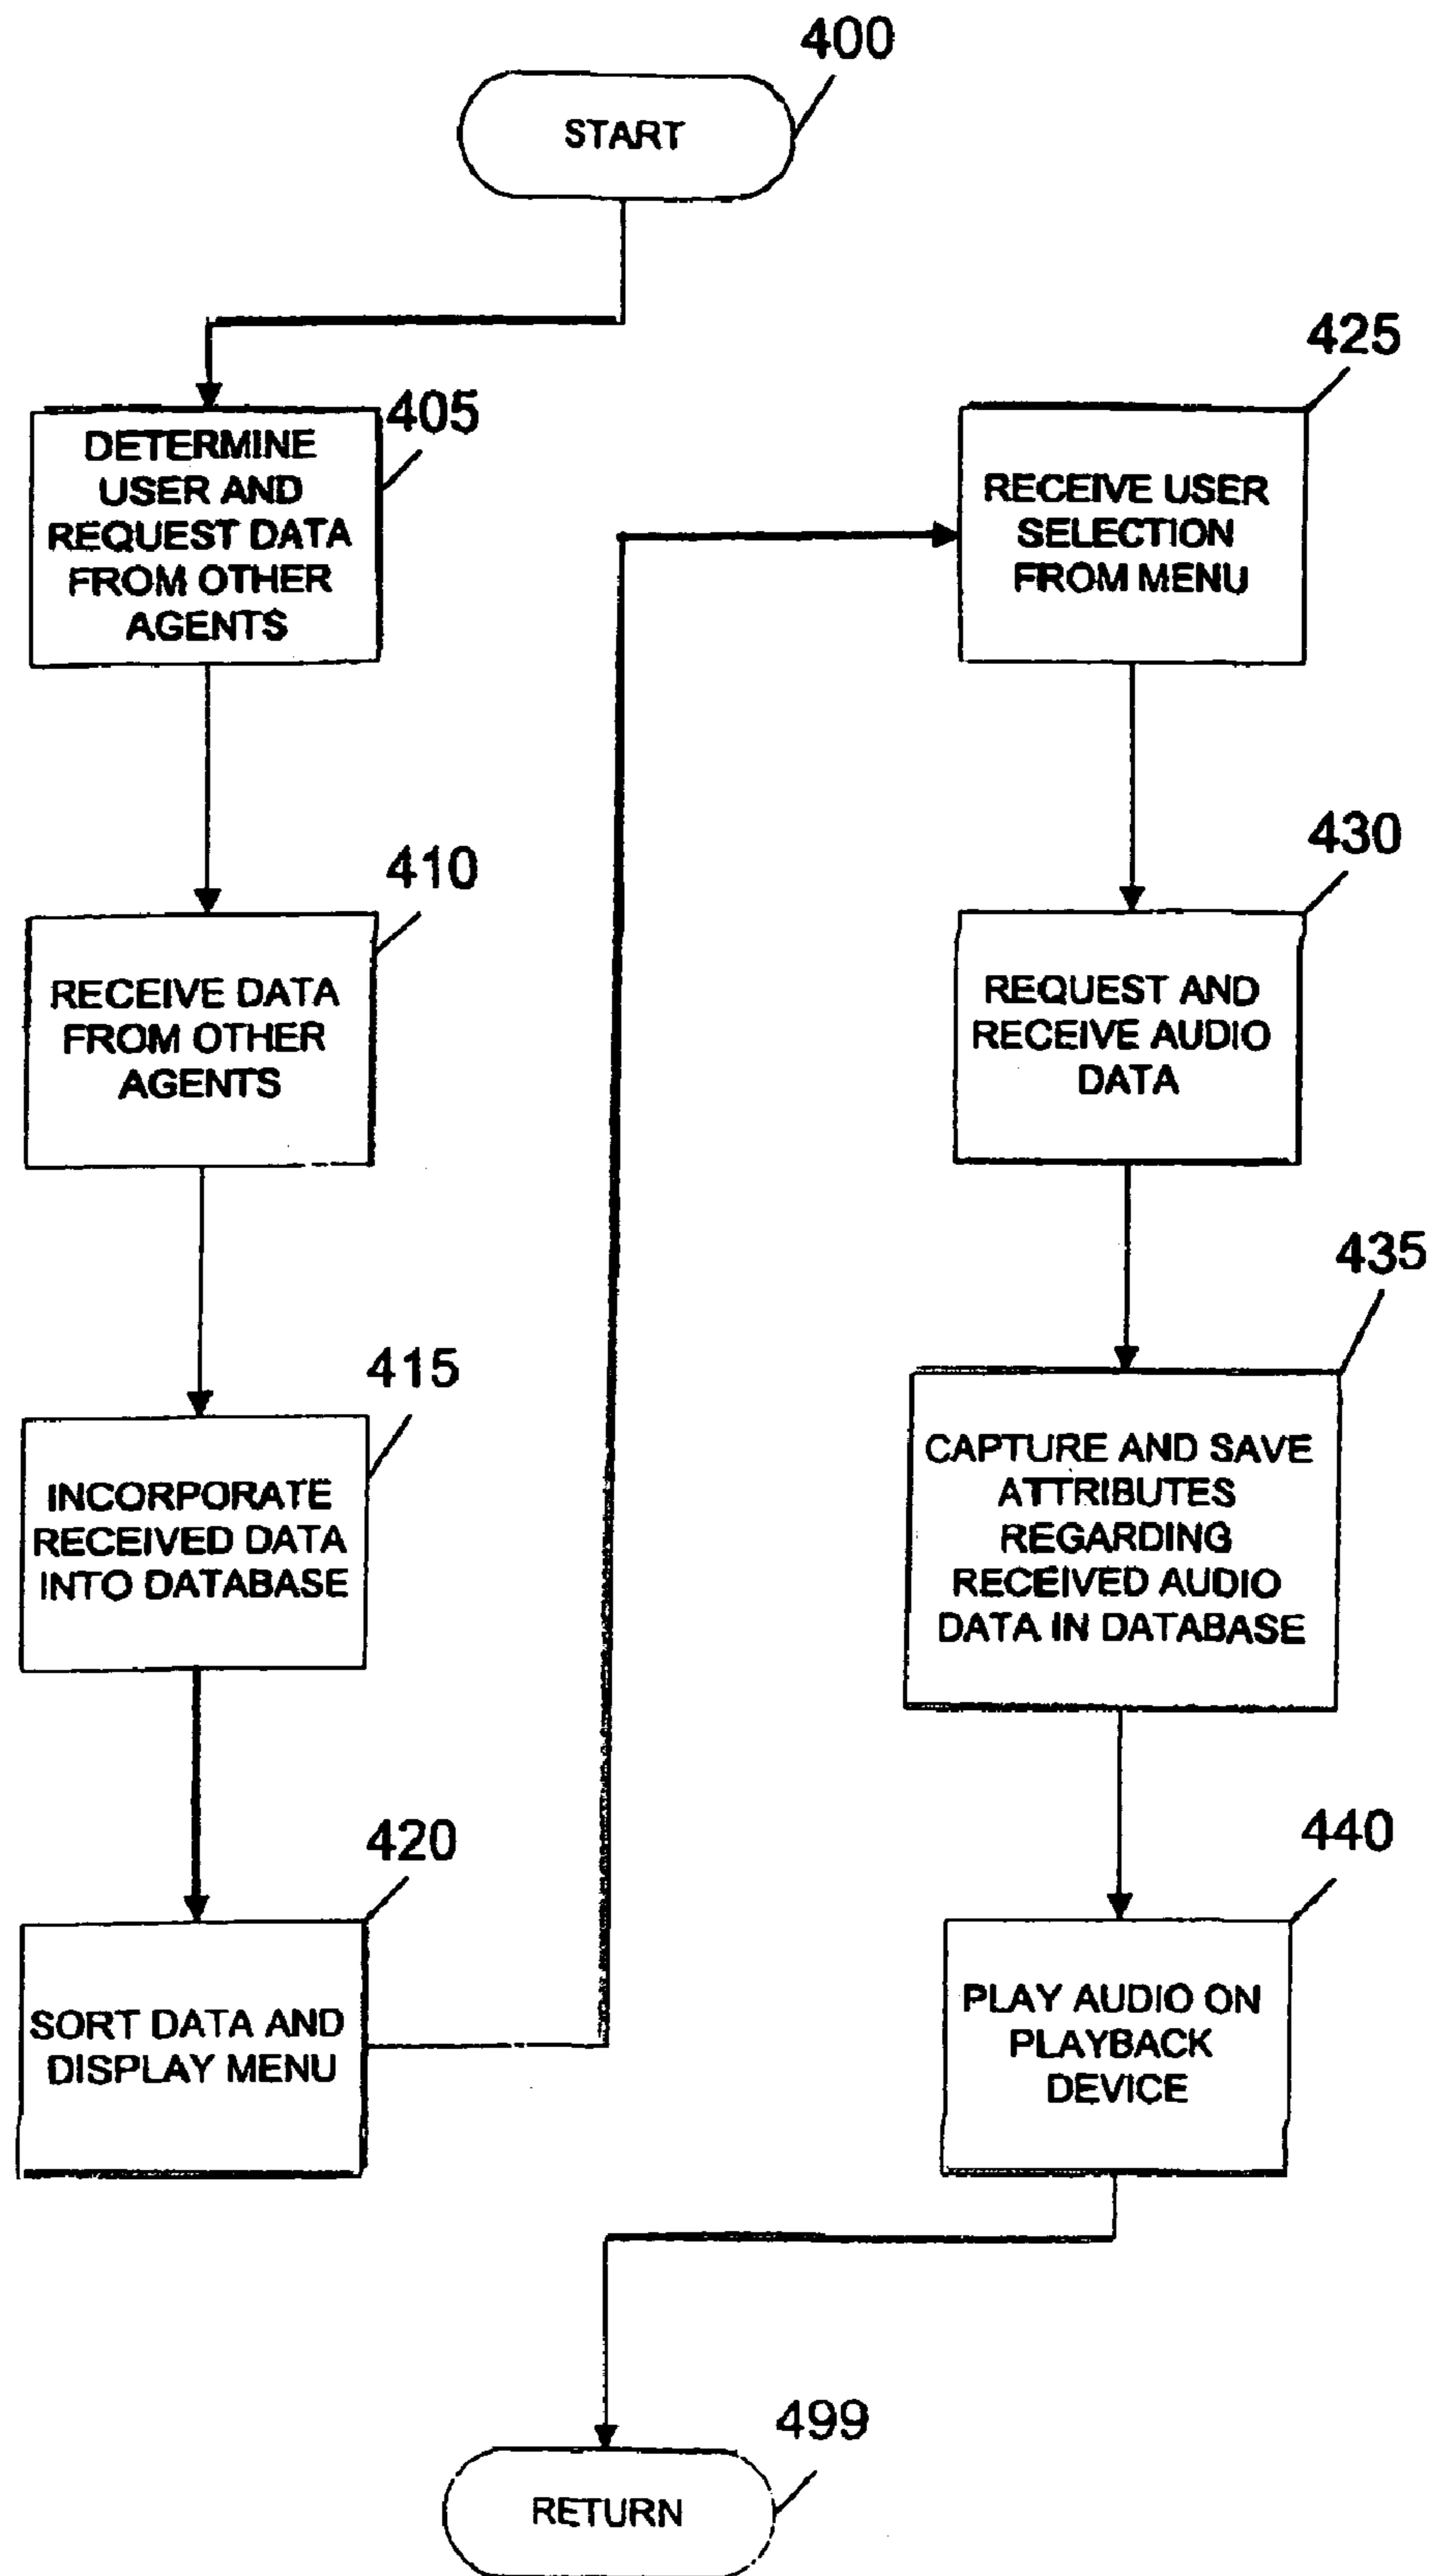 400
START
405
DETERMINE
USER AND
REQUEST DATA
FROM OTHER
AGENTS
410
RECEIVE DATA
FROM OTHER
AGENTS
415
INCORPORATE
RECEIVED DATA
INTO DATABASE
420
SORT DATA AND
DISPLAY MENU
425
RECEIVE USER
SELECTION
FROM MENU
430
REQUEST AND
RECEIVE AUDIO
DATA
435
CAPTURE AND SAVE
ATTRIBUTES
REGARDING
RECEIVED AUDIO
DATA IN DATABASE
440
PLAY AUDIO ON
PLAYBACK
DEVICE
499
RETURN